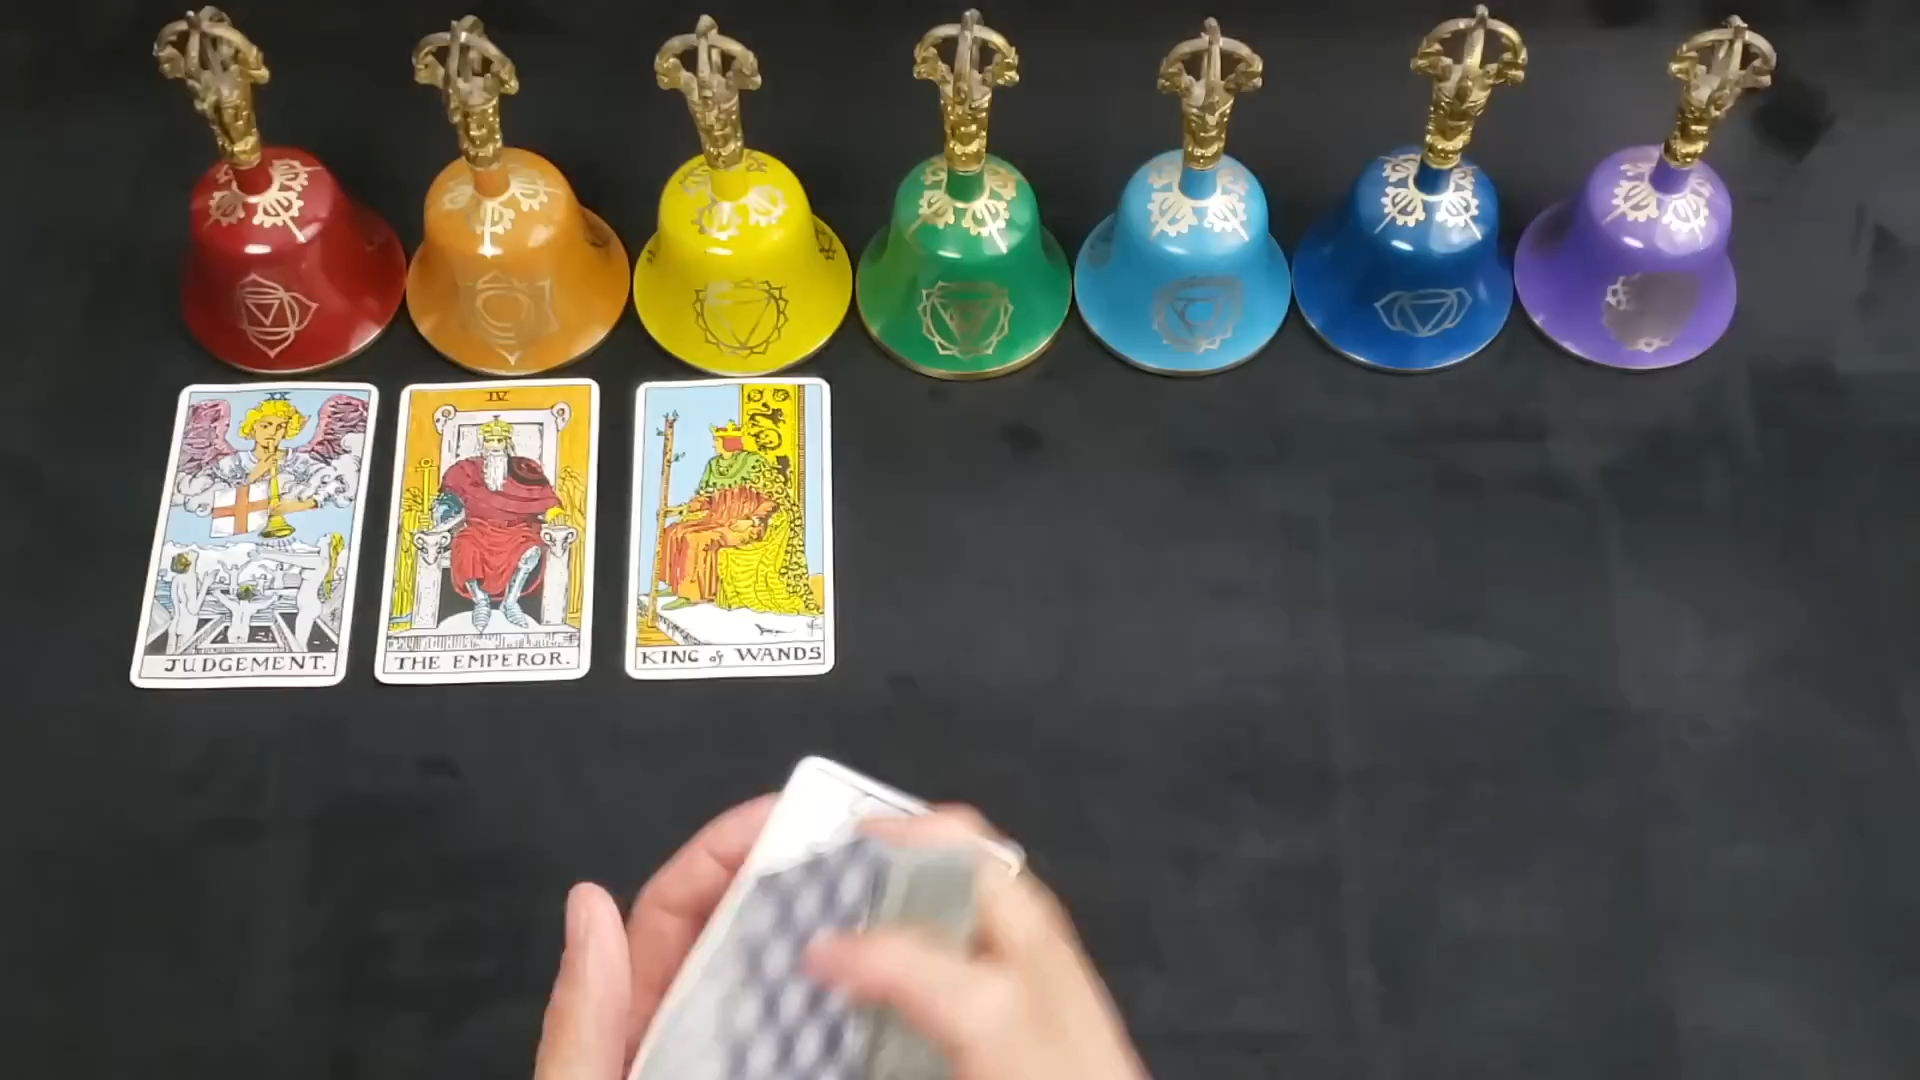 XX
JUDGEMENT.
IV
THE EMPEROR.
KING of WANDS